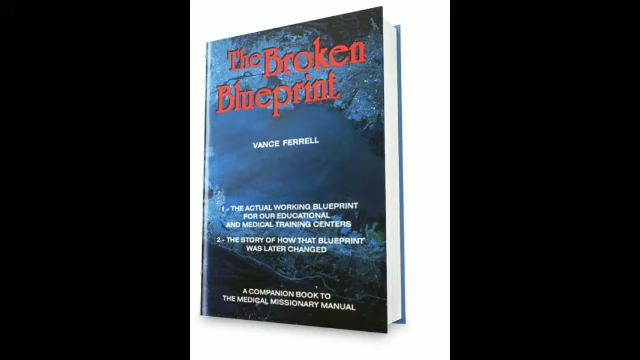 The Broken
Blueprint
VANCE FERRELL
1 - THE ACTUAL WORKING BLUEPRINT
FOR OUR EDUCATIONAL
AND MEDICAL TRAINING CENTERS
2 - THE STORY OF HOW THAT BLUEPRINT
WAS LATER CHANGED
A COMPANION BOOK TO
THE MEDICAL MISSIONARY MANUAL